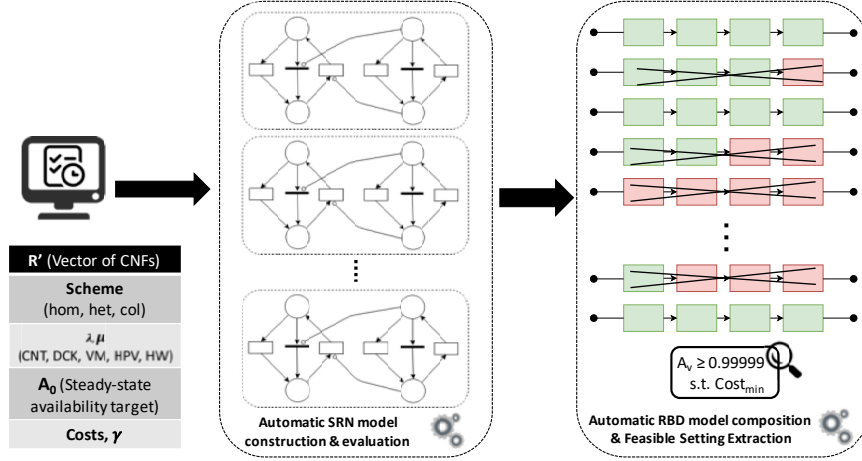 R' (Vector of CNFs)
Scheme
(hom, het, col)
λ, μ
(CNT, DCK, VM, HPV, HW)
A₀ (Steady-state
availability target)
Costs, γ
Automatic SRN model
construction & evaluation
Aᵥ ≥ 0.99999
s.t. Costₘᵢₙ
Automatic RBD model composition
& Feasible Setting Extraction